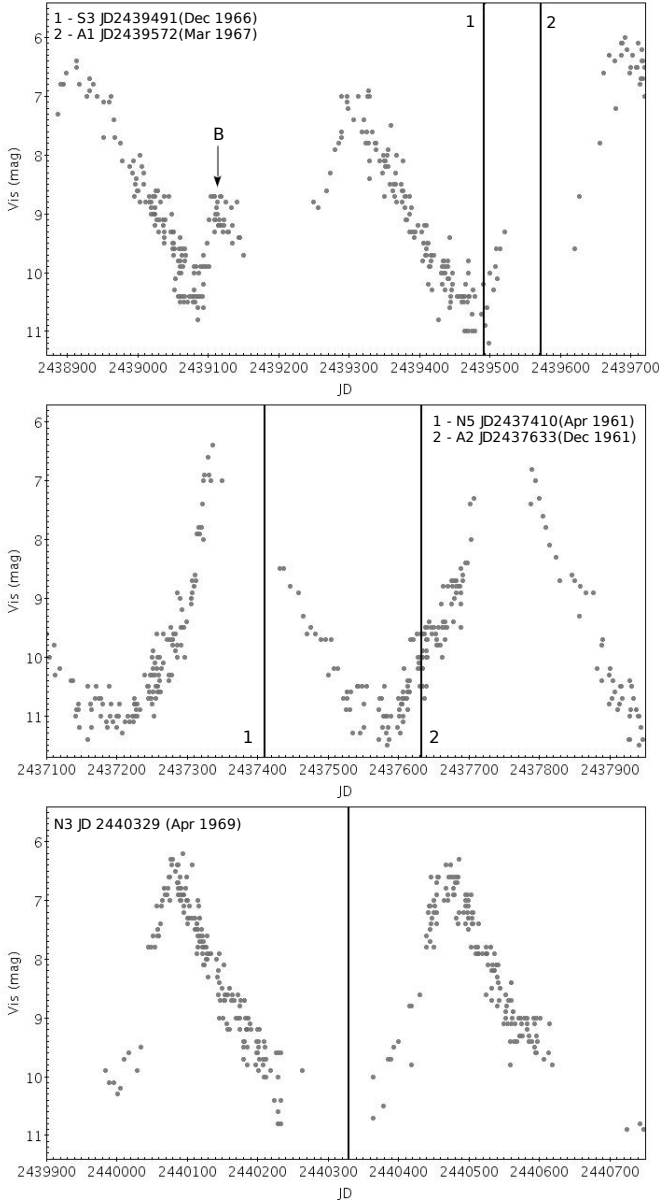 1 - S3 JD2439491(Dec 1966)
2 - A1 JD2439572(Mar 1967)
1
2
B
6
7
8
9
10
11
Vis (mag)
2438900 2439000 2439100 2439200 2439300 2439400 2439500 2439600 2439700
JD
1 - N5 JD2437410(Apr 1961)
2 - A2 JD2437633(Dec 1961)
6
7
8
9
10
11
Vis (mag)
1
2
2437100 2437200 2437300 2437400 2437500 2437600 2437700 2437800 2437900
JD
N3 JD 2440329 (Apr 1969)
6
7
8
9
10
11
Vis (mag)
2439900 2440000 2440100 2440200 2440300 2440400 2440500 2440600 2440700
JD